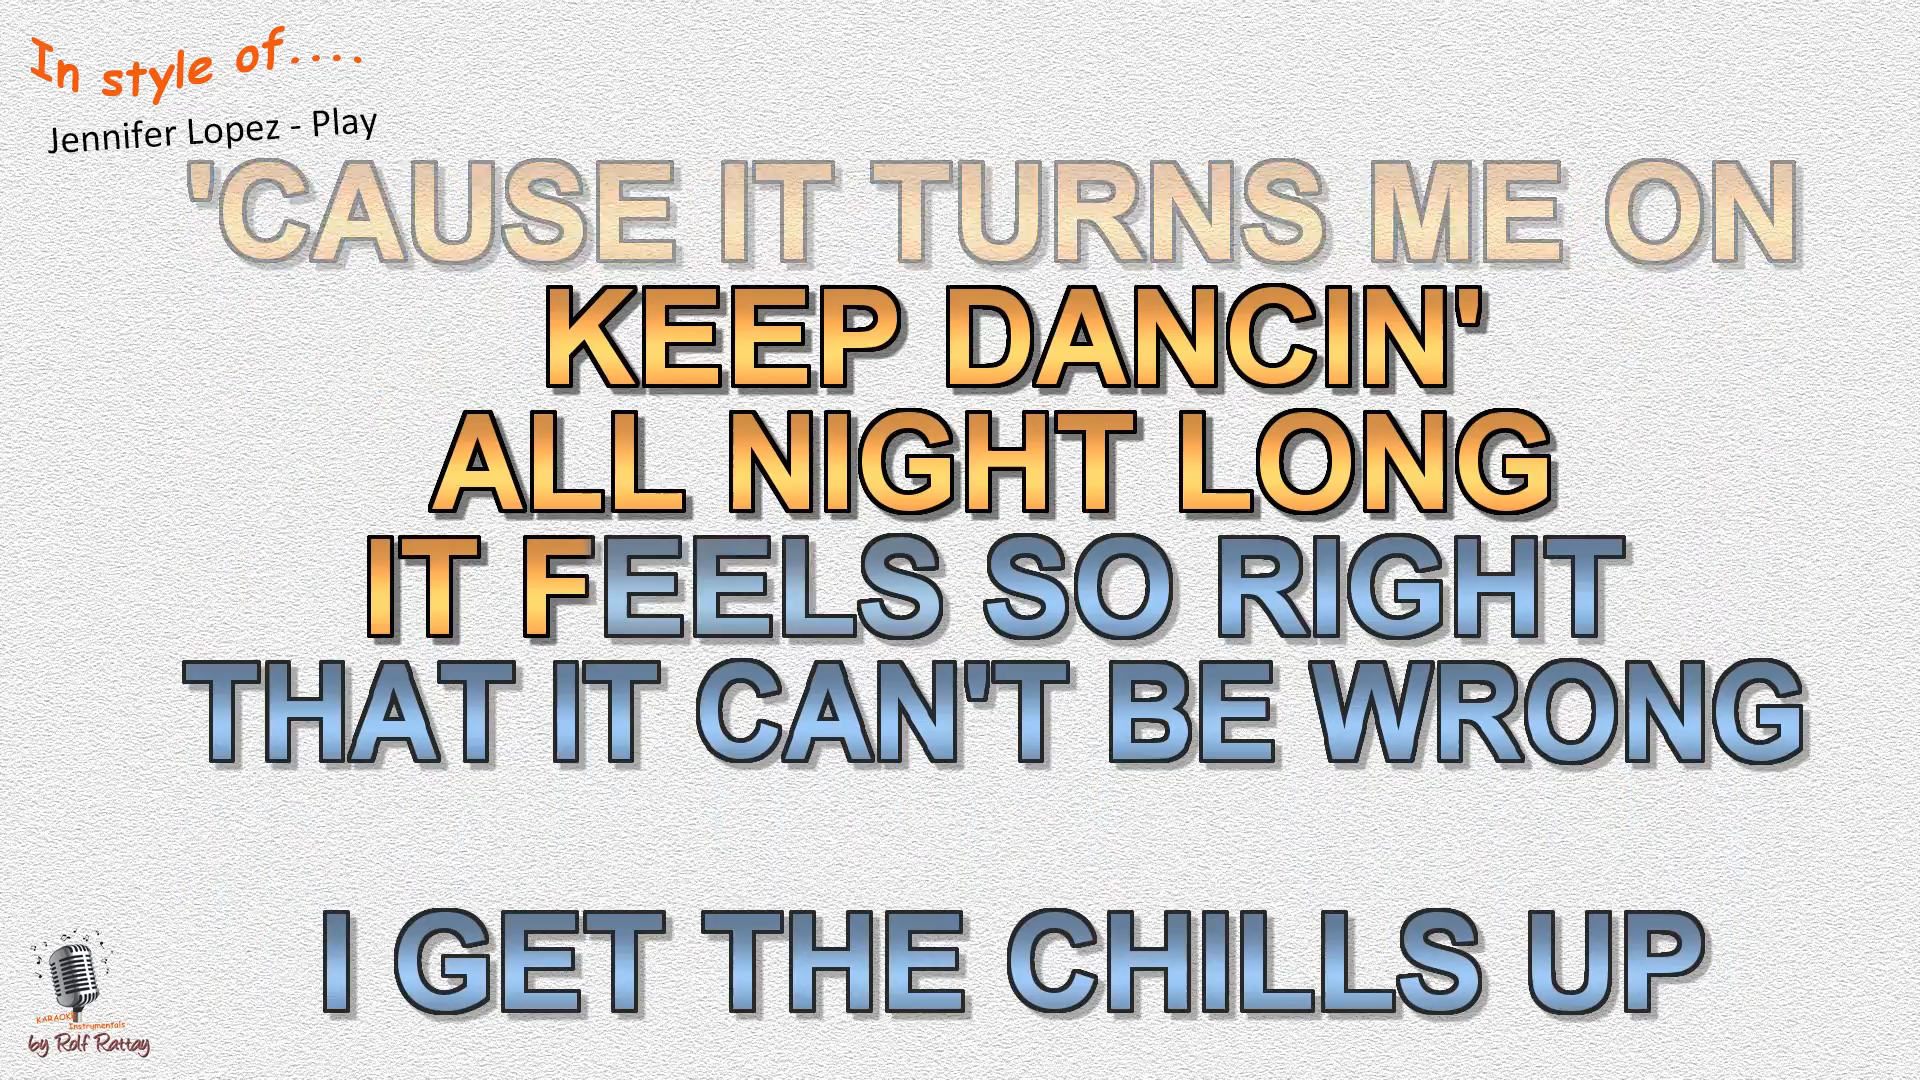 In style of....
Jennifer Lopez - Play
'CAUSE IT TURNS ME ON
KEEP DANCIN'
ALL NIGHT LONG
IT FEELS SO RIGHT
THAT IT CAN'T BE WRONG
I GET THE CHILLS UP
KARAOKE
Instrumentals
by Rolf Rattay